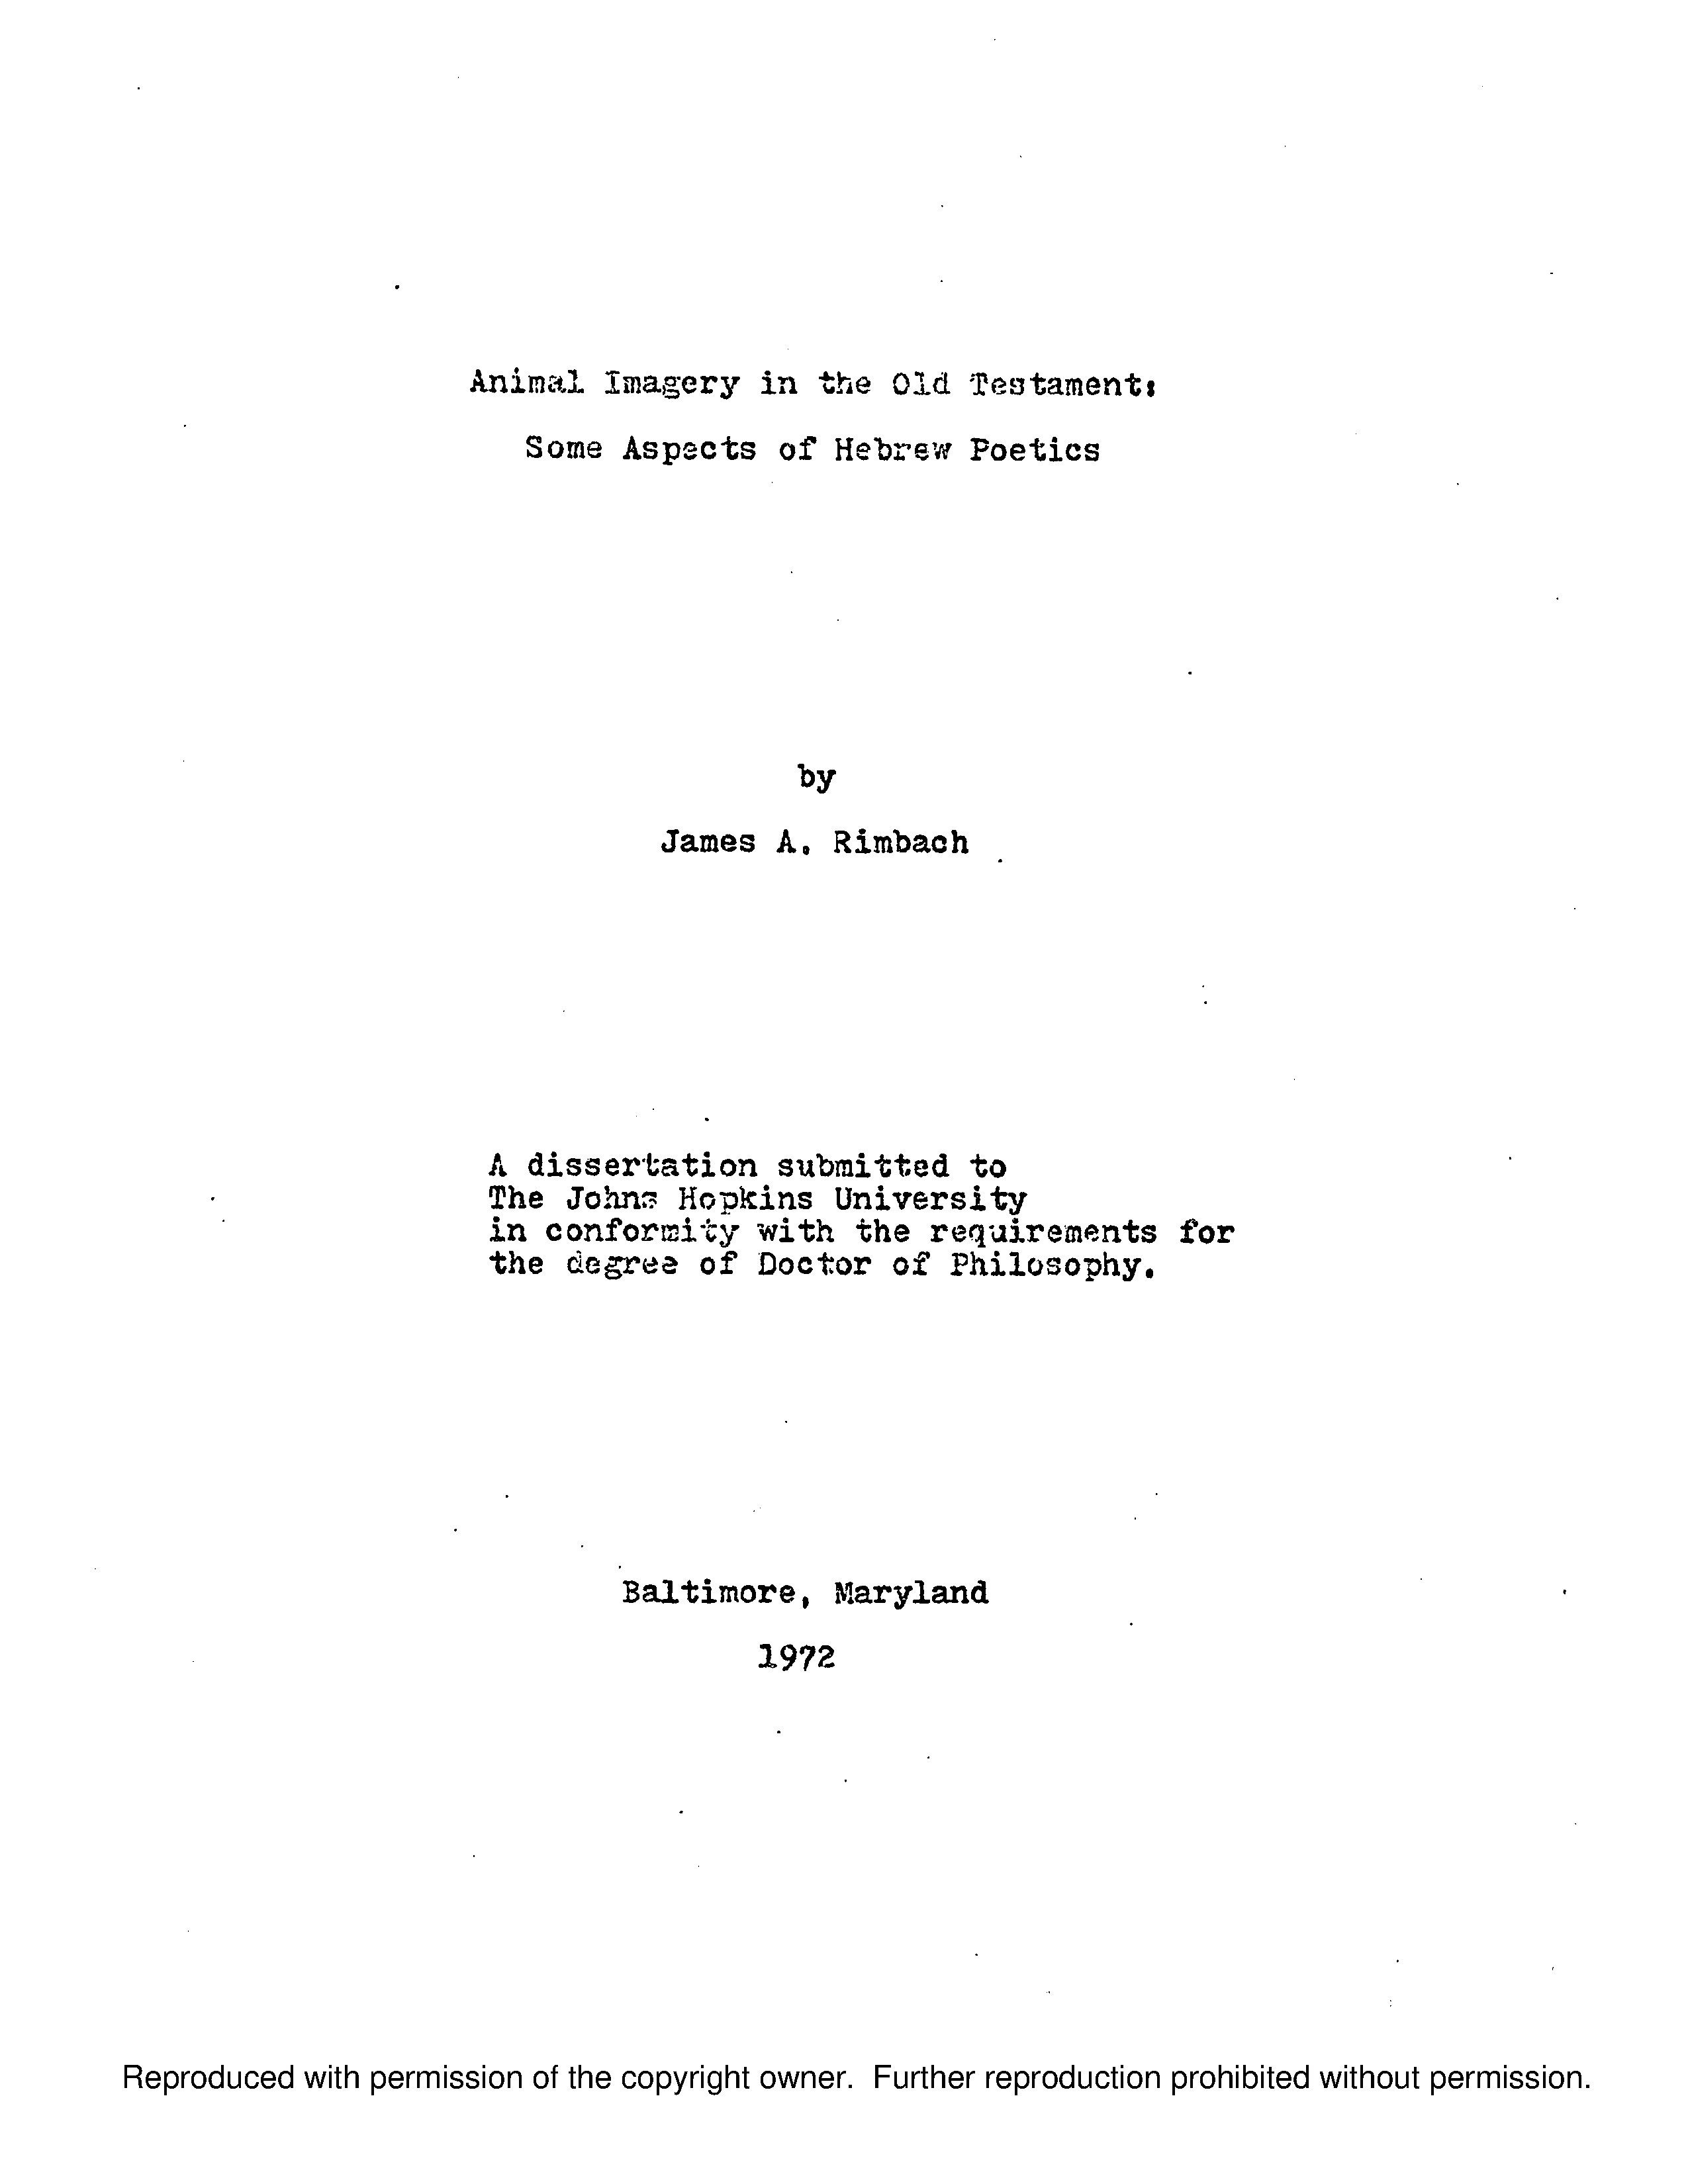 Animal Imagery in the Old Testament:
Some Aspects of Hebrew Poetics
by
James A. Rimbach
A dissertation submitted to
The Johns Hopkins University
in conformity with the requirements for
the degree of Doctor of Philosophy.
Baltimore, Maryland
1972
Reproduced with permission of the copyright owner. Further reproduction prohibited without permission.